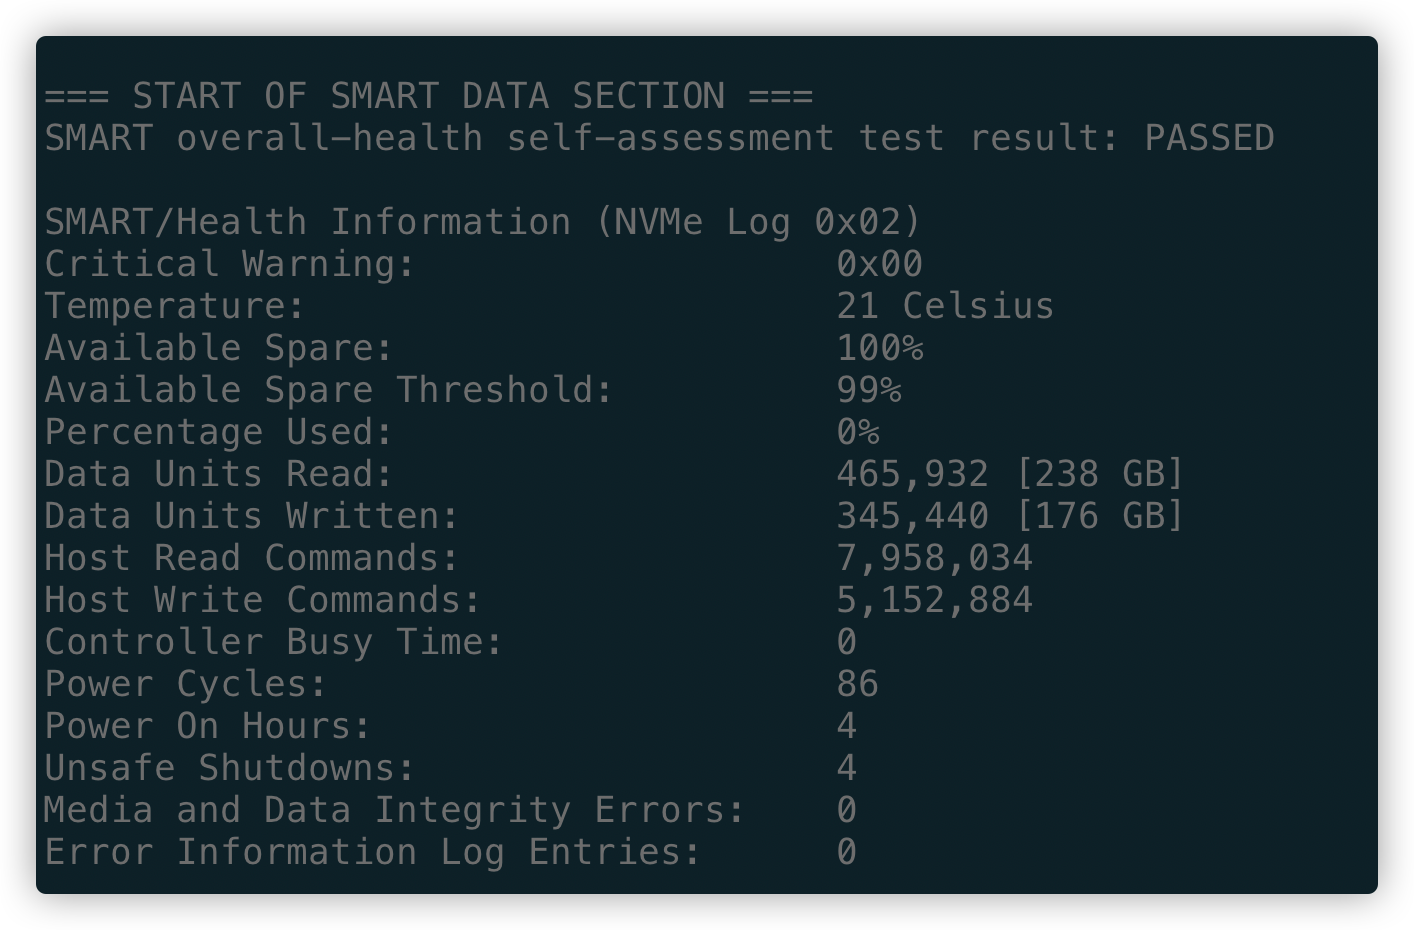 === START OF SMART DATA SECTION ===
SMART overall-health self-assessment test result: PASSED
SMART/Health Information (NVMe Log 0x02)
Critical Warning: 0x00
Temperature: 21 Celsius
Available Spare: 100%
Available Spare Threshold: 99%
Percentage Used: 0%
Data Units Read: 465,932 [238 GB]
Data Units Written: 345,440 [176 GB]
Host Read Commands: 7,958,034
Host Write Commands: 5,152,884
Controller Busy Time: 0
Power Cycles: 86
Power On Hours: 4
Unsafe Shutdowns: 4
Media and Data Integrity Errors: 0
Error Information Log Entries: 0